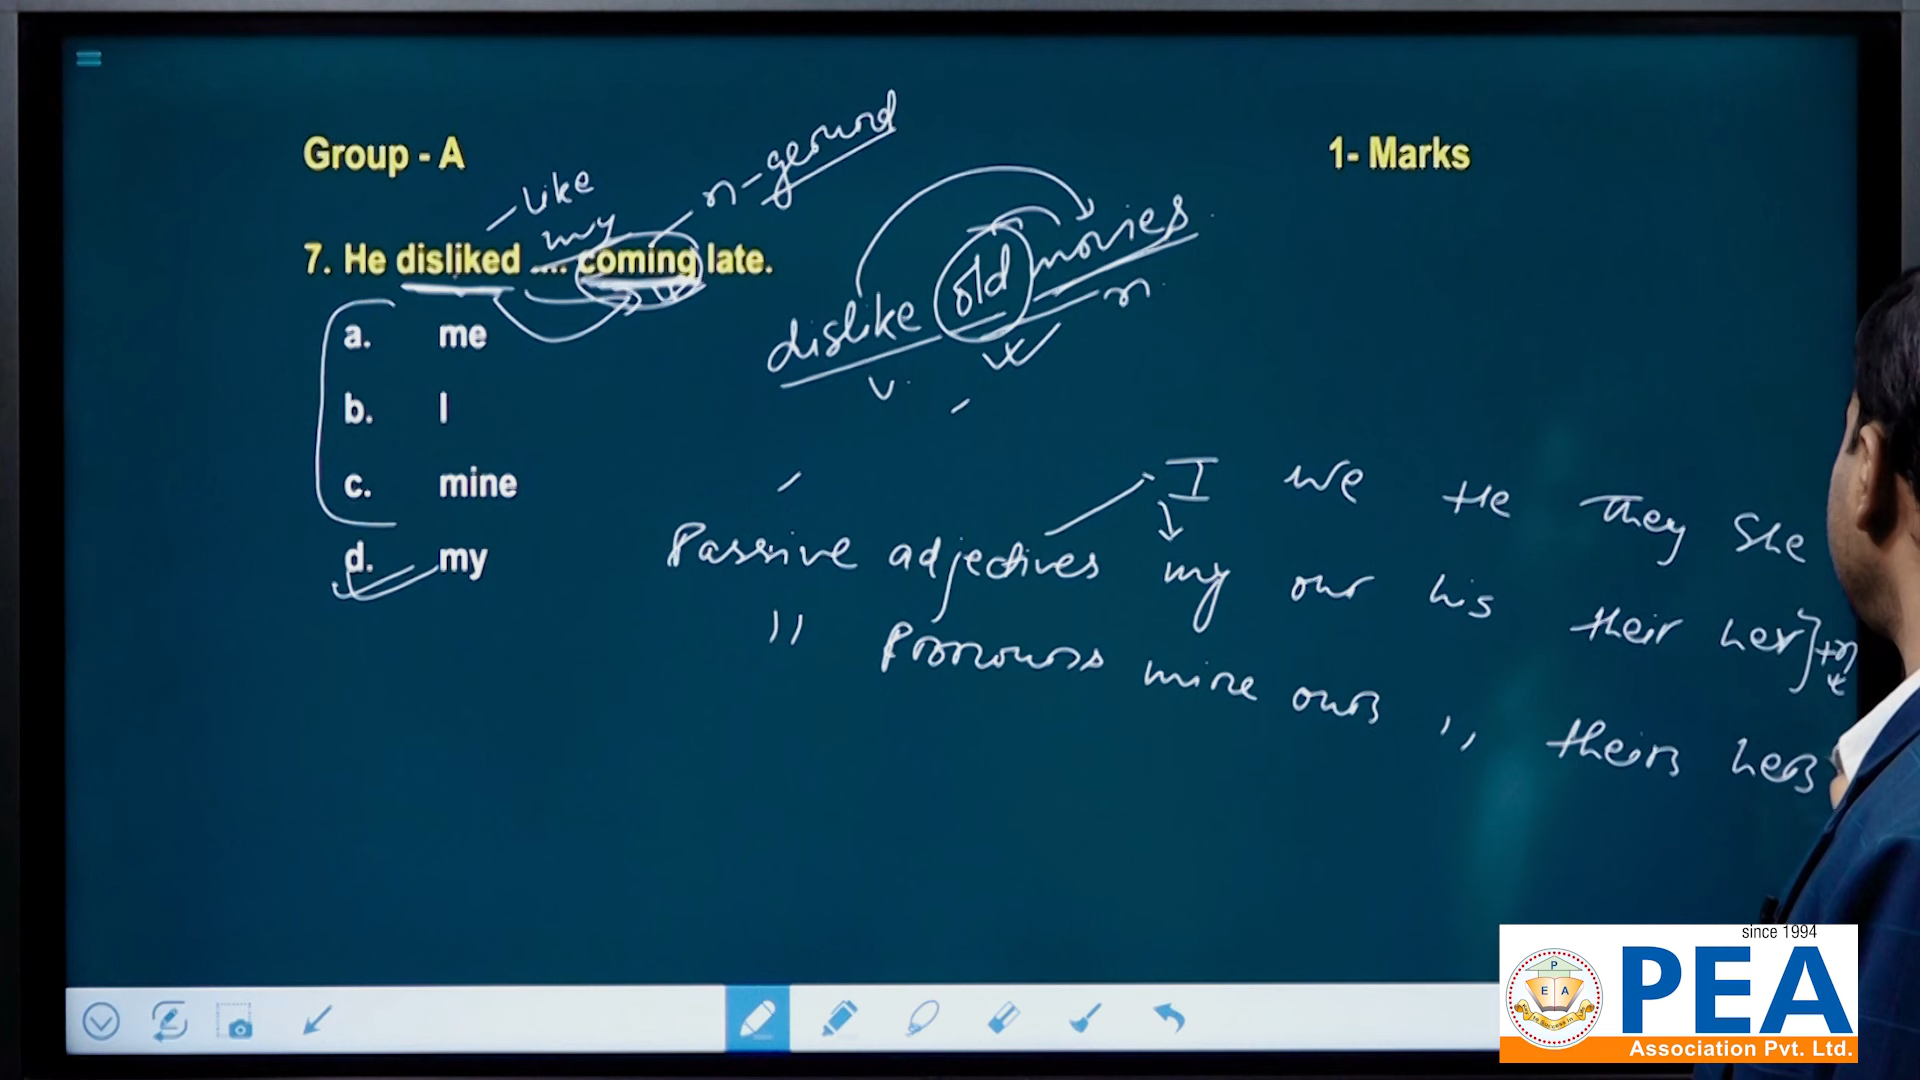 Group - A
1- Marks
Like
my
n-gerund
7. He disliked .... coming late.
dislike old movies
n
v.
a. me
b. I
c. mine
d. my
I We He They She
Passive adjectives my our his their her } +n
" Pronouns mine ours " theirs hers
since 1994
P
E A
PEA
Association Pvt. Ltd.